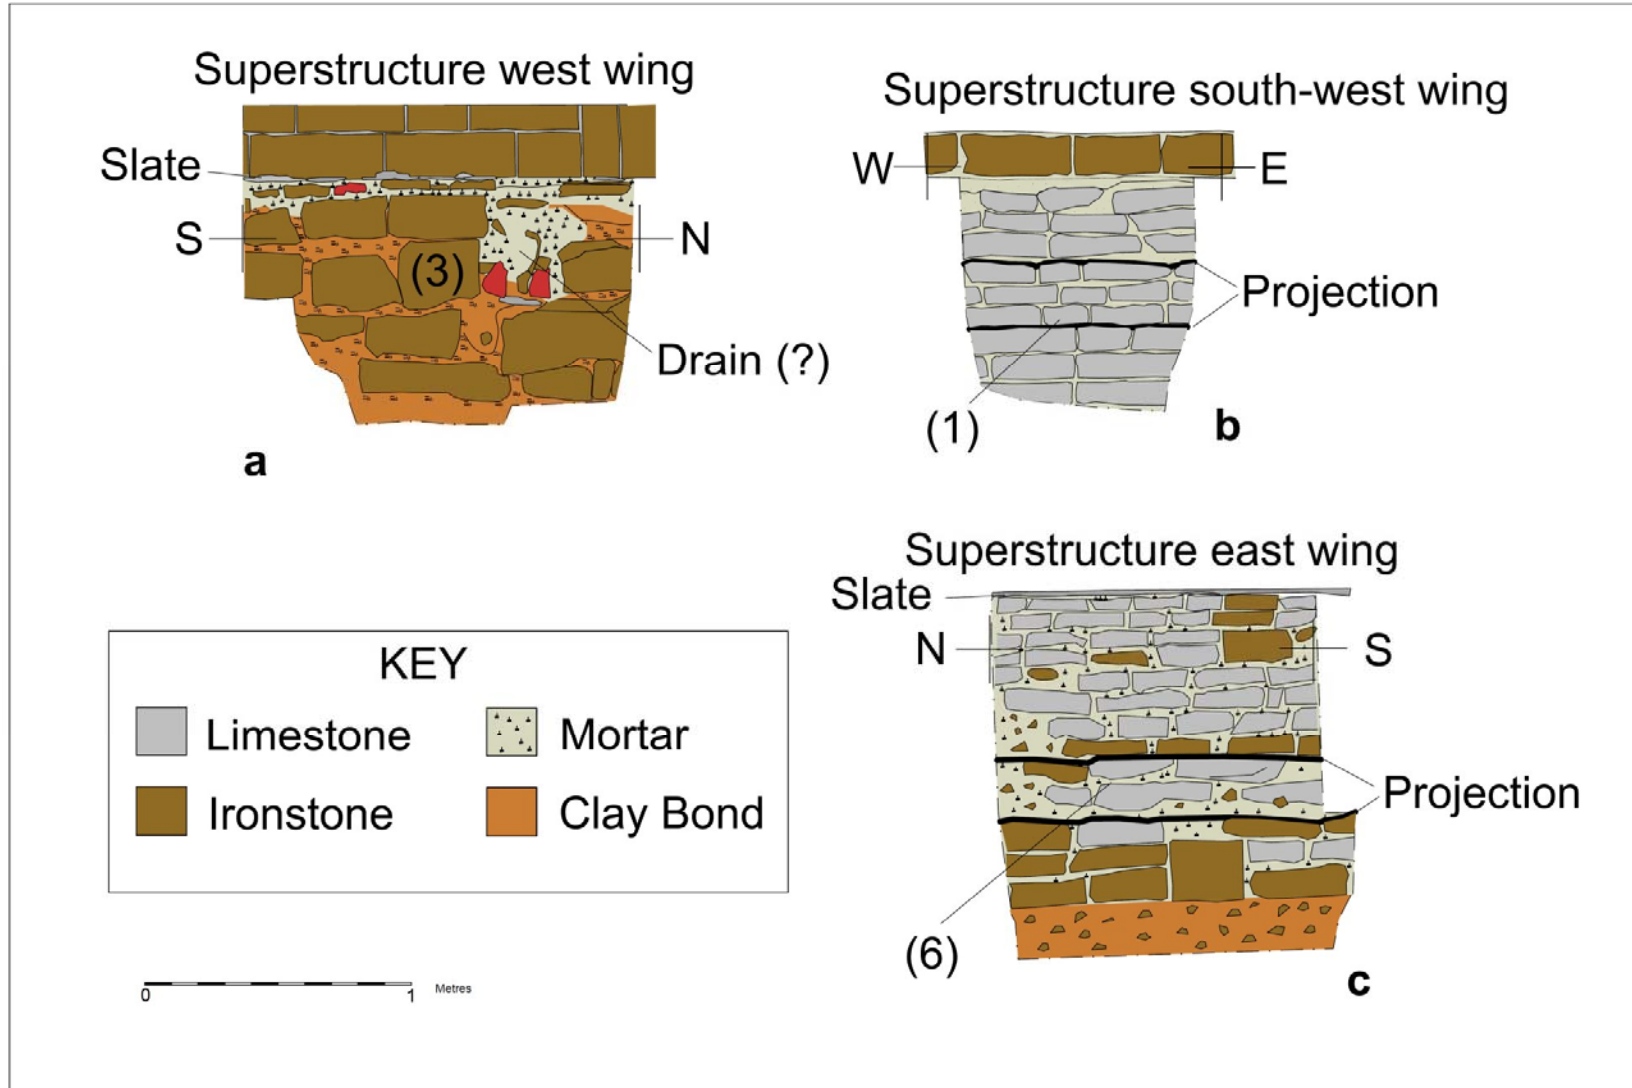 Superstructure west wing
Slate
S
N
(3)
Drain (?)
a
Superstructure south-west wing
W
E
Projection
(1)
b
Superstructure east wing
Slate
N
S
Projection
(6)
c
KEY
Limestone
Mortar
Ironstone
Clay Bond
0
1
Metres